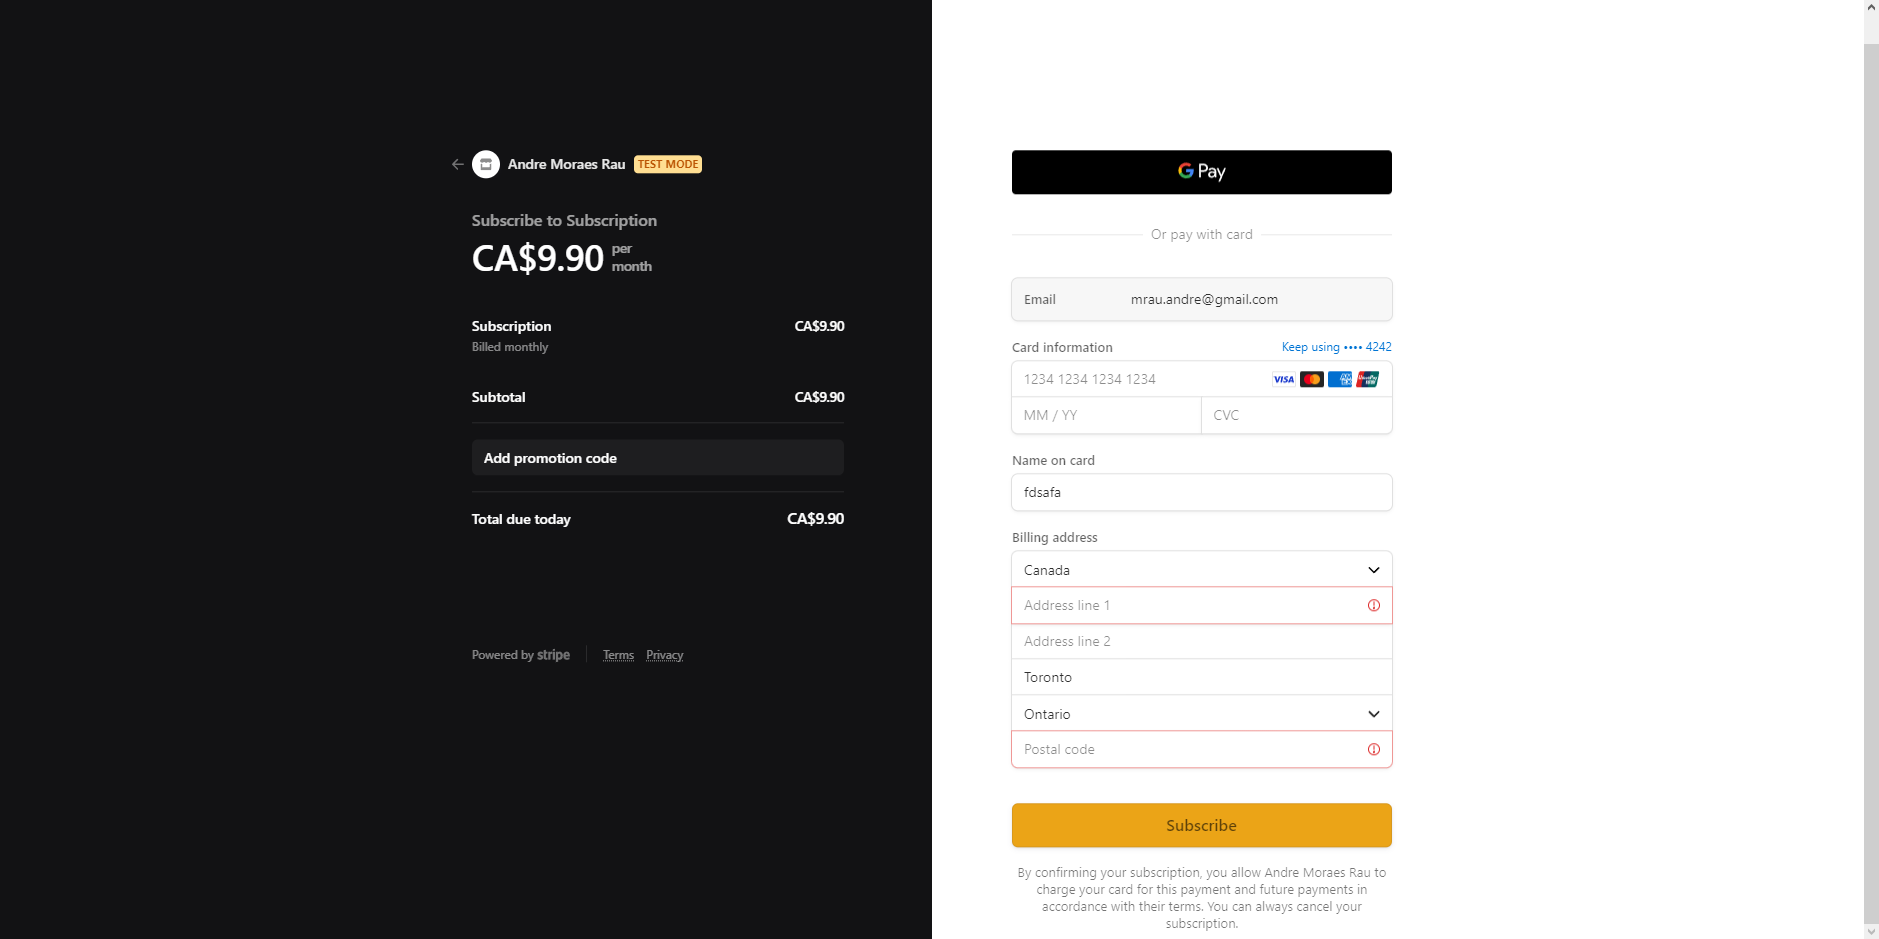 Andre Moraes Rau TEST MODE
Subscribe to Subscription
CA$9.90 per
month
Subscription CA$9.90
Billed monthly
Subtotal CA$9.90
Add promotion code
Total due today CA$9.90
Powered by stripe Terms Privacy
G Pay
Or pay with card
Email mrau.andre@gmail.com
Card information Keep using •••• 4242
1234 1234 1234 1234 VISA
MM / YY CVC
Name on card
fdsafa
Billing address
Canada
Address line 1
Address line 2
Toronto
Ontario
Postal code
Subscribe
By confirming your subscription, you allow Andre Moraes Rau to
charge your card for this payment and future payments in
accordance with their terms. You can always cancel your
subscription.